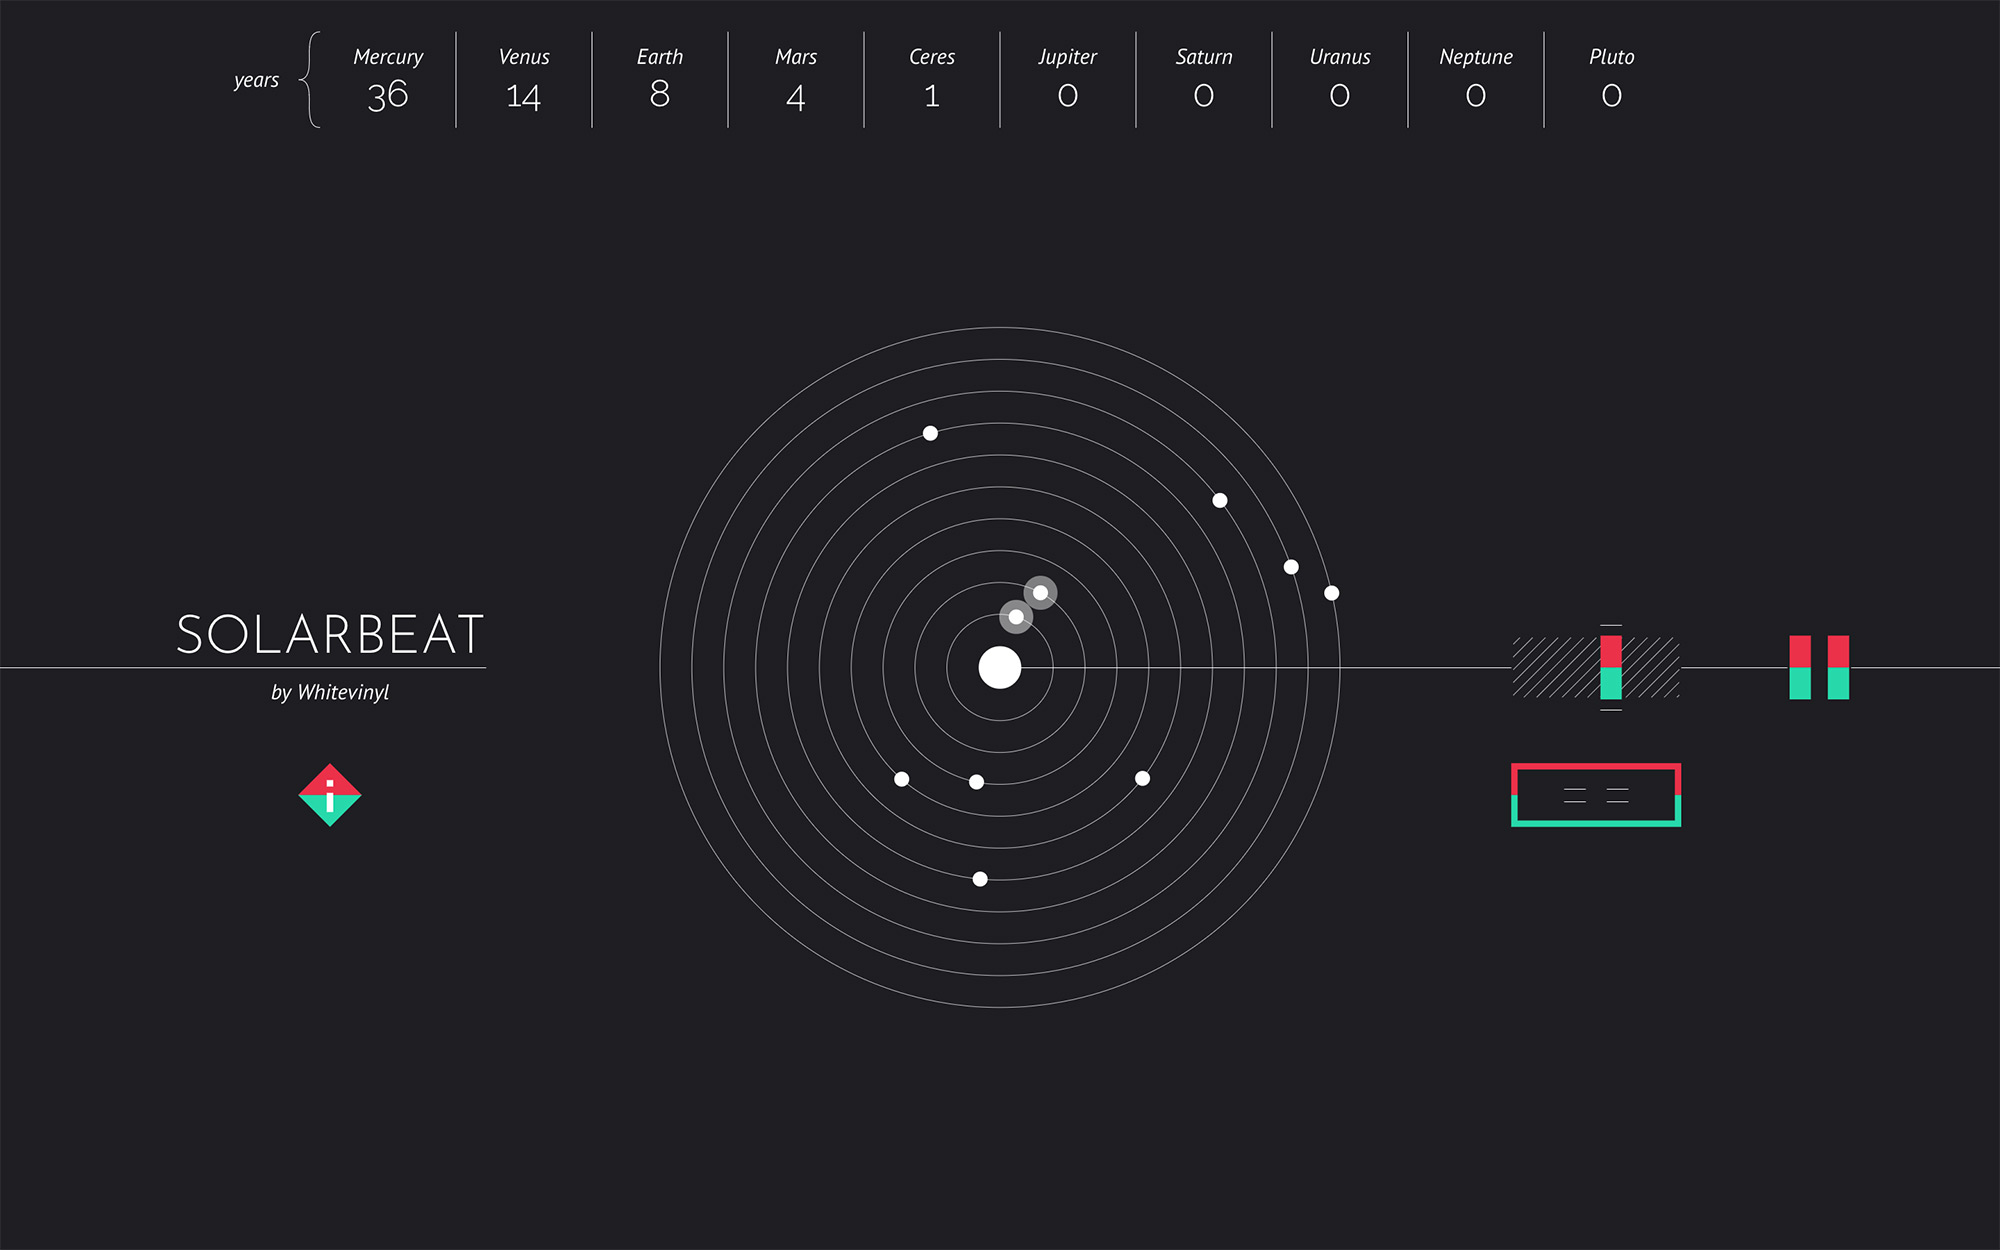 years
Mercury Venus Earth Mars Ceres Jupiter Saturn Uranus Neptune Pluto
36 14 8 4 1 0 0 0 0 0
SOLARBEAT
by Whitevinyl
i